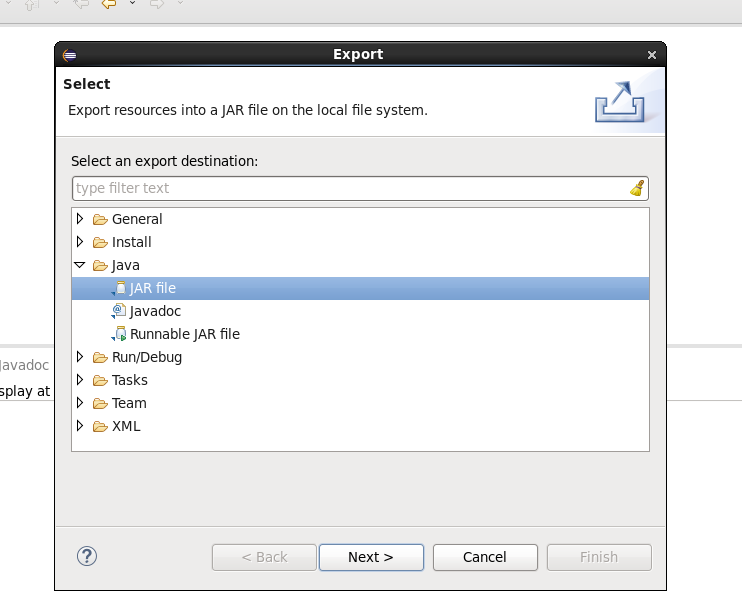 Export
Select
Export resources into a JAR file on the local file system.
Select an export destination:
type filter text
General
Install
Java
JAR file
Javadoc
Runnable JAR file
Run/Debug
Javadoc
Tasks
splay at
Team
XML
< Back
Next >
Cancel
Finish